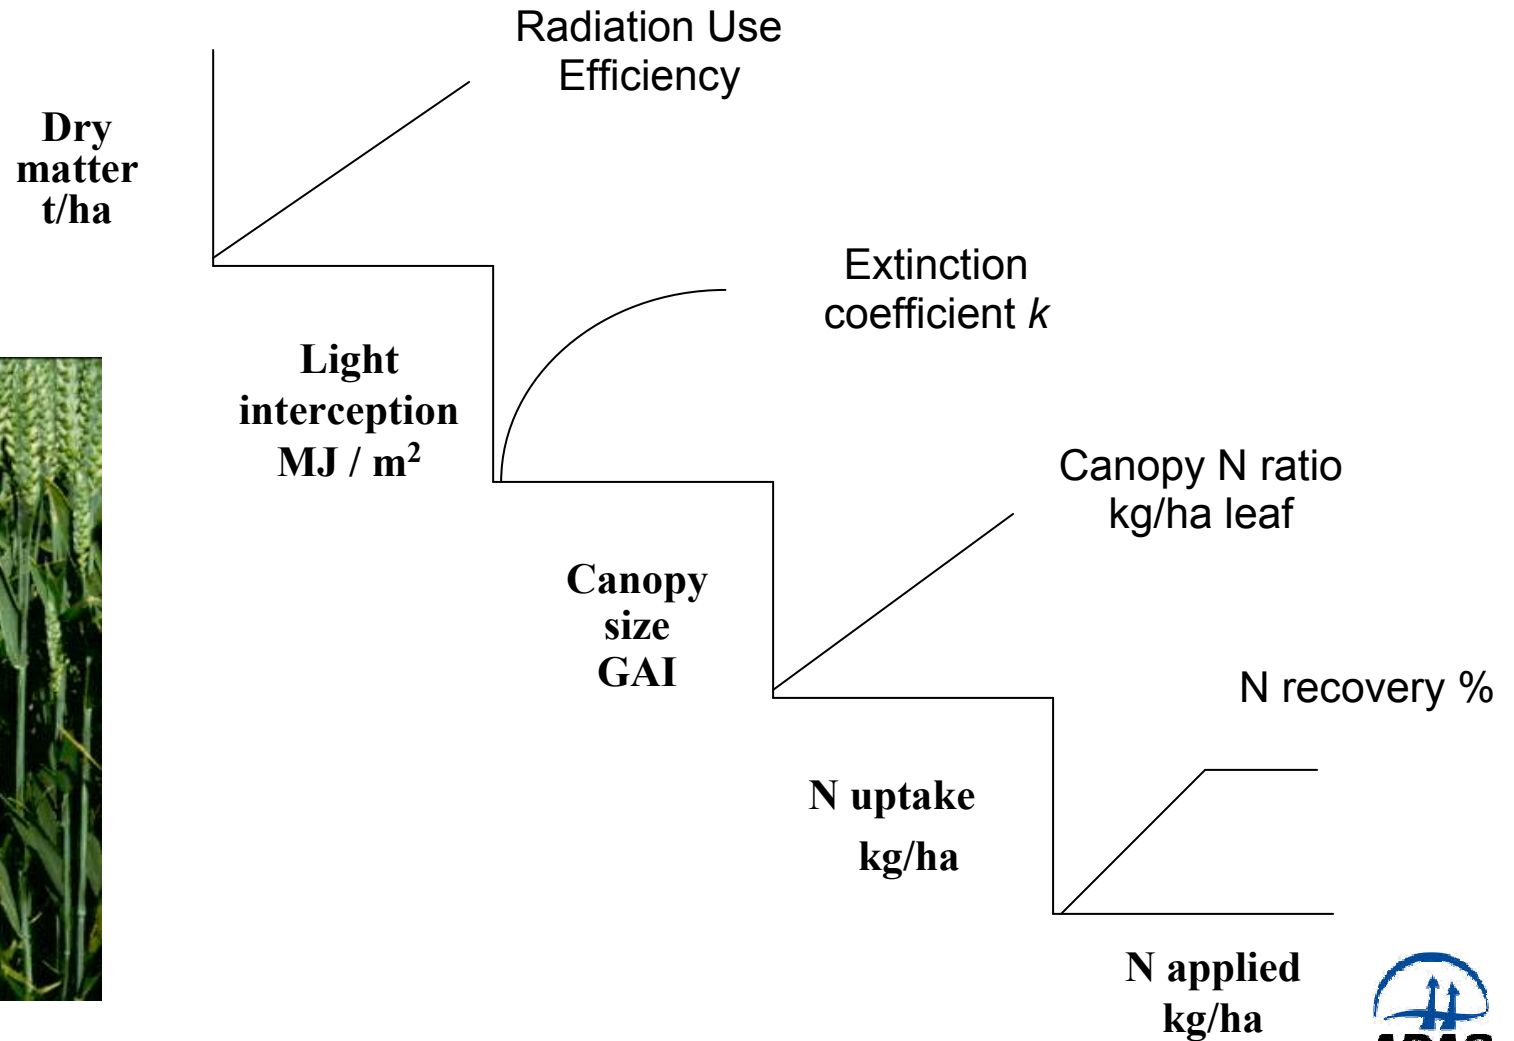 Radiation Use
Efficiency
Dry
matter
t/ha
Extinction
coefficient k
Light
interception
MJ / m²
Canopy N ratio
kg/ha leaf
Canopy
size
GAI
N recovery %
N uptake
kg/ha
N applied
kg/ha